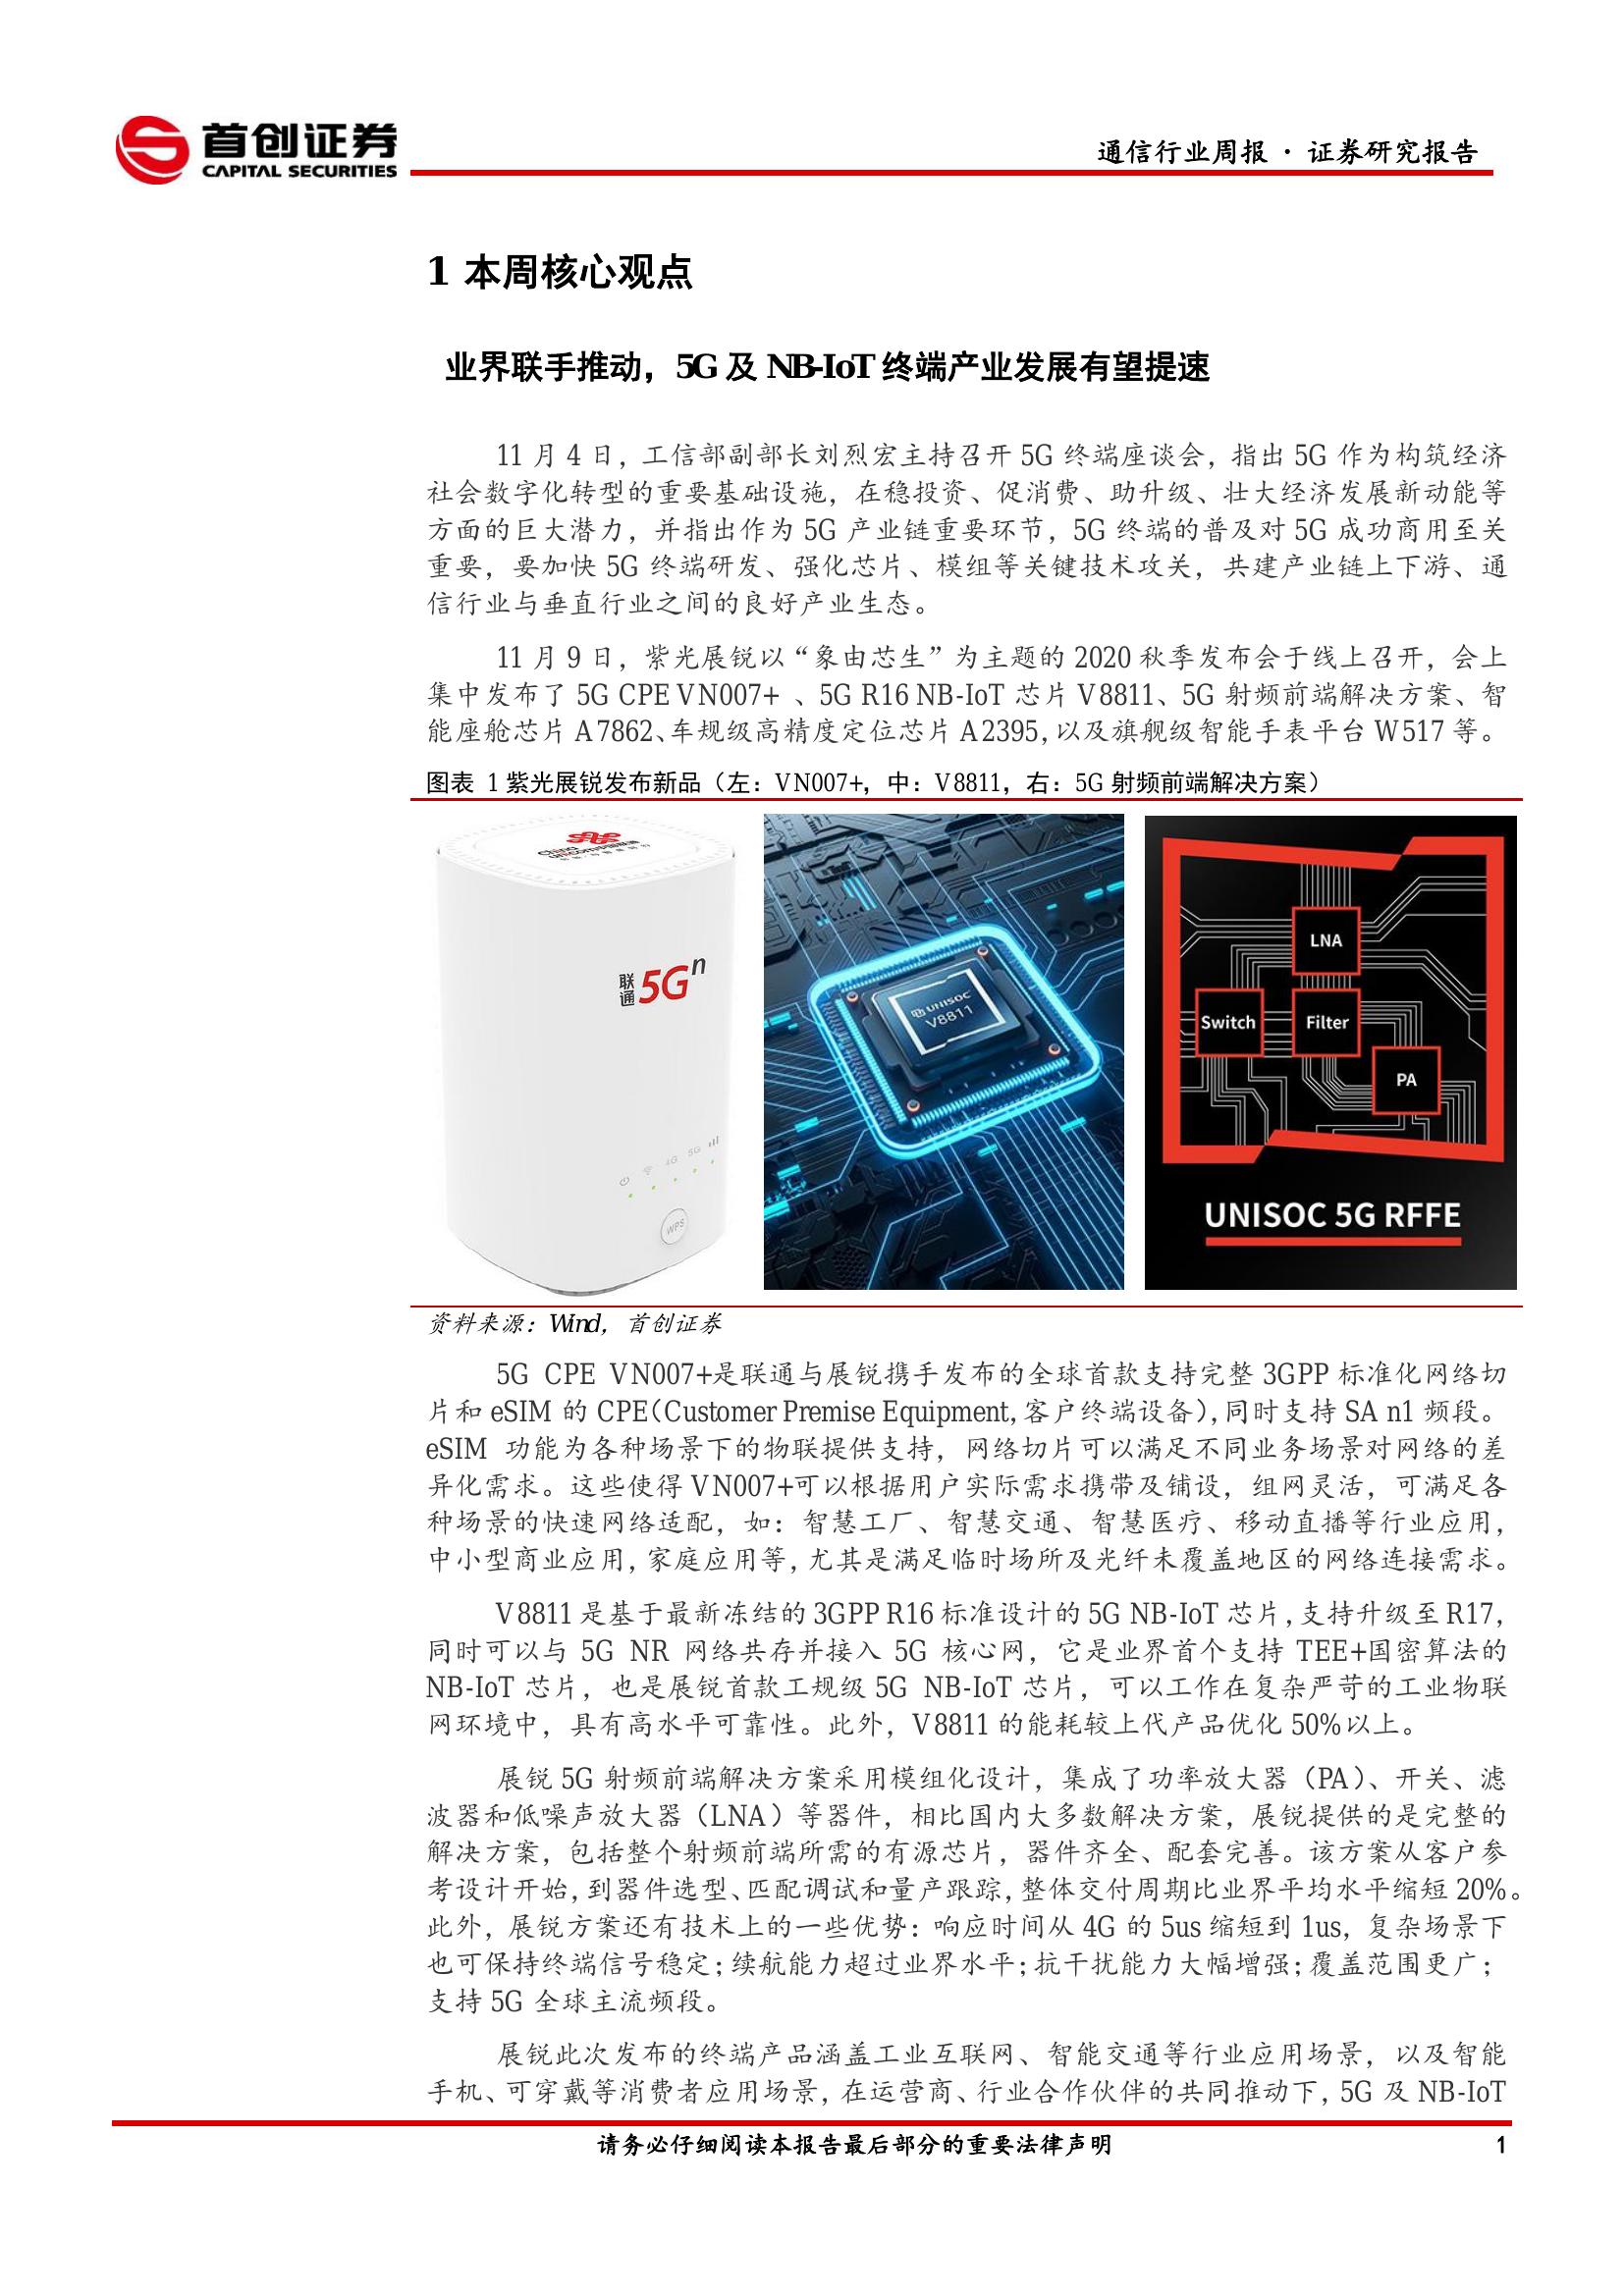 首创证券
CAPITAL SECURITIES
通信行业周报 · 证券研究报告
1 本周核心观点
业界联手推动，5G 及 NB-IoT 终端产业发展有望提速
11 月 4 日，工信部副部长刘烈宏主持召开 5G 终端座谈会，指出 5G 作为构筑经济
社会数字化转型的重要基础设施，在稳投资、促消费、助升级、壮大经济发展新动能等
方面的巨大潜力，并指出作为 5G 产业链重要环节，5G 终端的普及对 5G 成功商用至关
重要，要加快 5G 终端研发、强化芯片、模组等关键技术攻关，共建产业链上下游、通
信行业与垂直行业之间的良好产业生态。
11 月 9 日，紫光展锐以“象由芯生”为主题的 2020 秋季发布会于线上召开，会上
集中发布了 5G CPE VN007+ 、5G R16 NB-IoT 芯片 V8811、5G 射频前端解决方案、智
能座舱芯片 A7862、车规级高精度定位芯片 A2395，以及旗舰级智能手表平台 W517 等。
图表 1 紫光展锐发布新品（左：VN007+，中：V8811，右：5G 射频前端解决方案）
联通 5Gⁿ
4G 5G
WPS
UNISOC
V8811
LNA
Switch
Filter
PA
UNISOC 5G RFFE
资料来源：Wind，首创证券
5G CPE VN007+是联通与展锐携手发布的全球首款支持完整 3GPP 标准化网络切
片和 eSIM 的 CPE（Customer Premise Equipment,客户终端设备），同时支持 SA n1 频段。
eSIM 功能为各种场景下的物联提供支持，网络切片可以满足不同业务场景对网络的差
异化需求。这些使得 VN007+可以根据用户实际需求携带及铺设，组网灵活，可满足各
种场景的快速网络适配，如：智慧工厂、智慧交通、智慧医疗、移动直播等行业应用，
中小型商业应用，家庭应用等，尤其是满足临时场所及光纤未覆盖地区的网络连接需求。
V8811 是基于最新冻结的 3GPP R16 标准设计的 5G NB-IoT 芯片，支持升级至 R17，
同时可以与 5G NR 网络共存并接入 5G 核心网，它是业界首个支持 TEE+国密算法的
NB-IoT 芯片，也是展锐首款工规级 5G NB-IoT 芯片，可以工作在复杂严苛的工业物联
网环境中，具有高水平可靠性。此外，V8811 的能耗较上代产品优化 50%以上。
展锐 5G 射频前端解决方案采用模组化设计，集成了功率放大器（PA）、开关、滤
波器和低噪声放大器（LNA）等器件，相比国内大多数解决方案，展锐提供的是完整的
解决方案，包括整个射频前端所需的有源芯片，器件齐全、配套完善。该方案从客户参
考设计开始，到器件选型、匹配调试和量产跟踪，整体交付周期比业界平均水平缩短 20%。
此外，展锐方案还有技术上的一些优势：响应时间从 4G 的 5us 缩短到 1us，复杂场景下
也可保持终端信号稳定；续航能力超过业界水平；抗干扰能力大幅增强；覆盖范围更广；
支持 5G 全球主流频段。
展锐此次发布的终端产品涵盖工业互联网、智能交通等行业应用场景，以及智能
手机、可穿戴等消费者应用场景，在运营商、行业合作伙伴的共同推动下，5G 及 NB-IoT
请务必仔细阅读本报告最后部分的重要法律声明 1